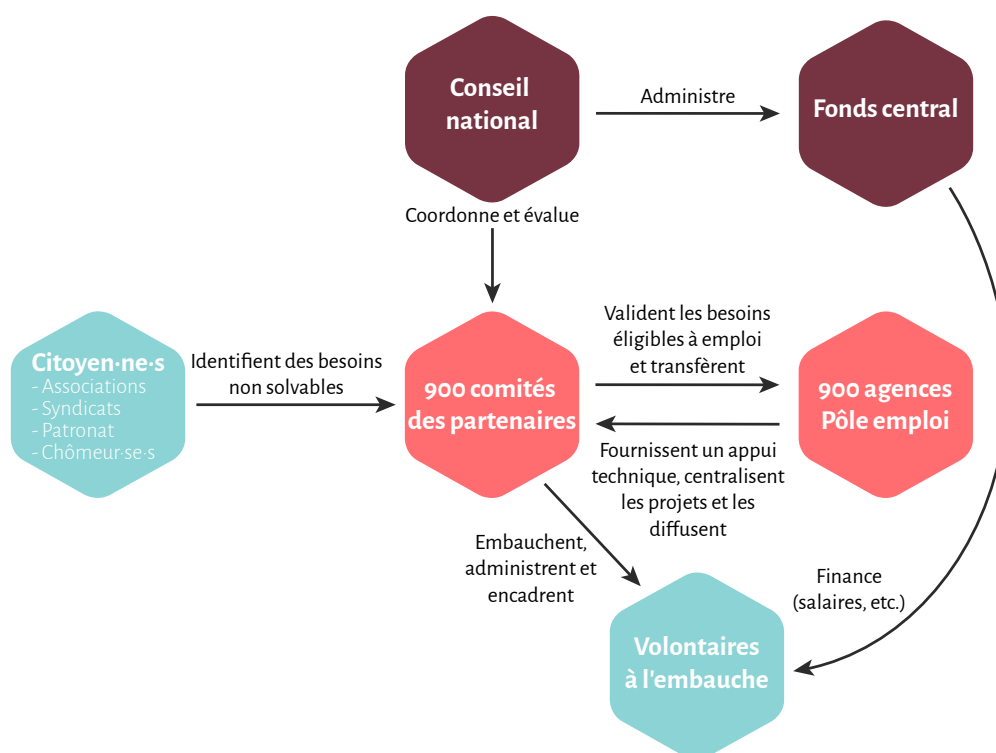 Conseil
national
Administre
Fonds central
Coordonne et évalue
Citoyen·ne·s
- Associations
- Syndicats
- Patronat
- Chômeur·se·s
Identifient des besoins
non solvables
900 comités
des partenaires
Valident les besoins
éligibles à emploi
et transfèrent
900 agences
Pôle emploi
Fournissent un appui
technique, centralisent
les projets et les
diffusent
Embauchent,
administrent et
encadrent
Finance
(salaires, etc.)
Volontaires
à l'embauche